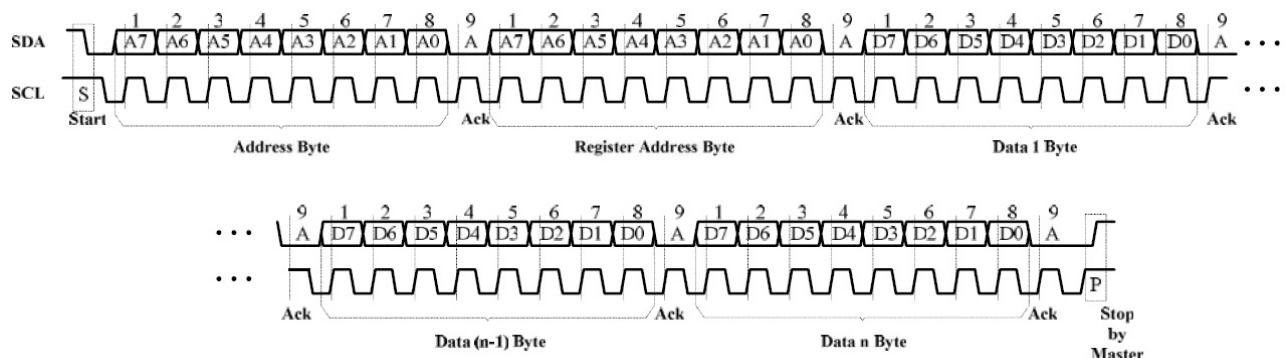 1 2 3 4 5 6 7 8 9 1 2 3 4 5 6 7 8 9 1 2 3 4 5 6 7 8 9
SDA A7 A6 A5 A4 A3 A2 A1 A0 A A7 A6 A5 A4 A3 A2 A1 A0 A D7 D6 D5 D4 D3 D2 D1 D0 A
SCL S
Start Ack Ack Ack
Address Byte Register Address Byte Data 1 Byte
9 1 2 3 4 5 6 7 8 9 1 2 3 4 5 6 7 8 9
A D7 D6 D5 D4 D3 D2 D1 D0 A D7 D6 D5 D4 D3 D2 D1 D0 A
P
Ack Ack Ack Stop
Data (n-1) Byte Data n Byte by
Master